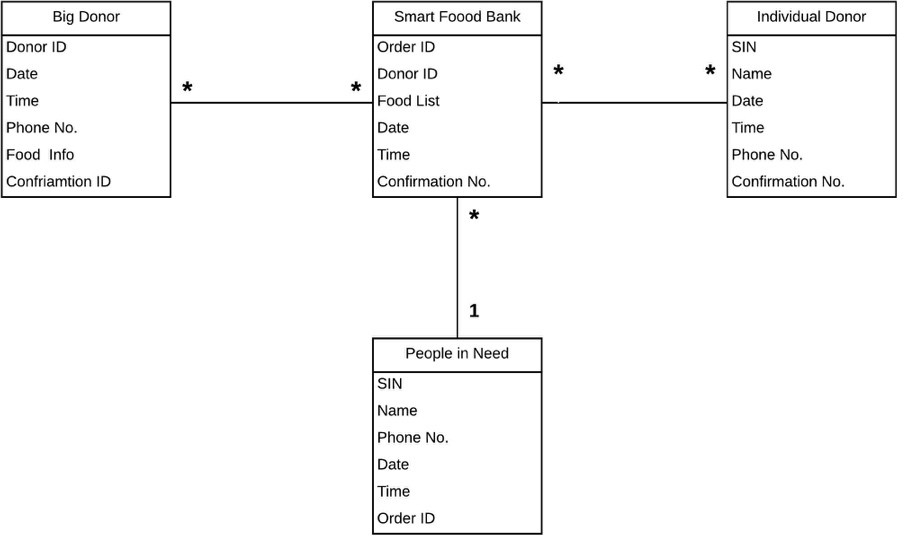 Big Donor
Donor ID
Date
Time
Phone No.
Food Info
Confriamtion ID
*
*
Smart Foood Bank
Order ID
Donor ID
Food List
Date
Time
Confirmation No.
*
*
Individual Donor
SIN
Name
Date
Time
Phone No.
Confirmation No.
*
1
People in Need
SIN
Name
Phone No.
Date
Time
Order ID